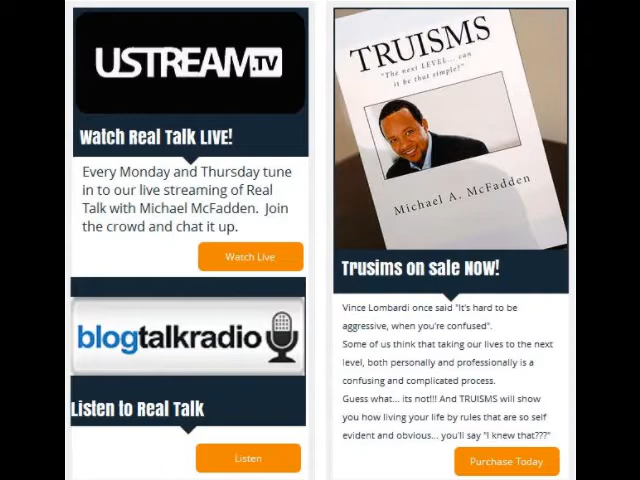 USTREAM.TV
Watch Real Talk LIVE!
Every Monday and Thursday tune
in to our live streaming of Real
Talk with Michael McFadden. Join
the crowd and chat it up.
Watch Live
blogtalkradio
Listen to Real Talk
Listen
TRUISMS
"The next LEVEL... can
it be that simple?"
Michael A. McFadden
Trusims on sale NOW!
Vince Lombardi once said "It's hard to be
aggressive, when you're confused".
Some of us think that taking our lives to the next
level, both personally and professionally is a
confusing and complicated process.
Guess what... its not!!! And TRUISMS will show
you how living your life by rules that are so self
evident and obvious... you'll say "I knew that???"
Purchase Today